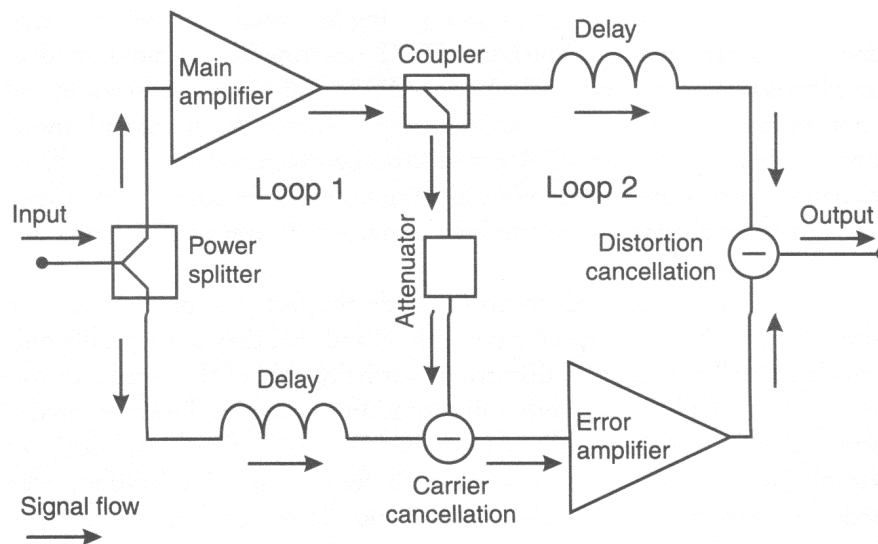 Delay
Coupler
Main
amplifier
Loop 1
Loop 2
Input
Output
Power
splitter
Attenuator
Distortion
cancellation
Delay
Error
amplifier
Carrier
cancellation
Signal flow